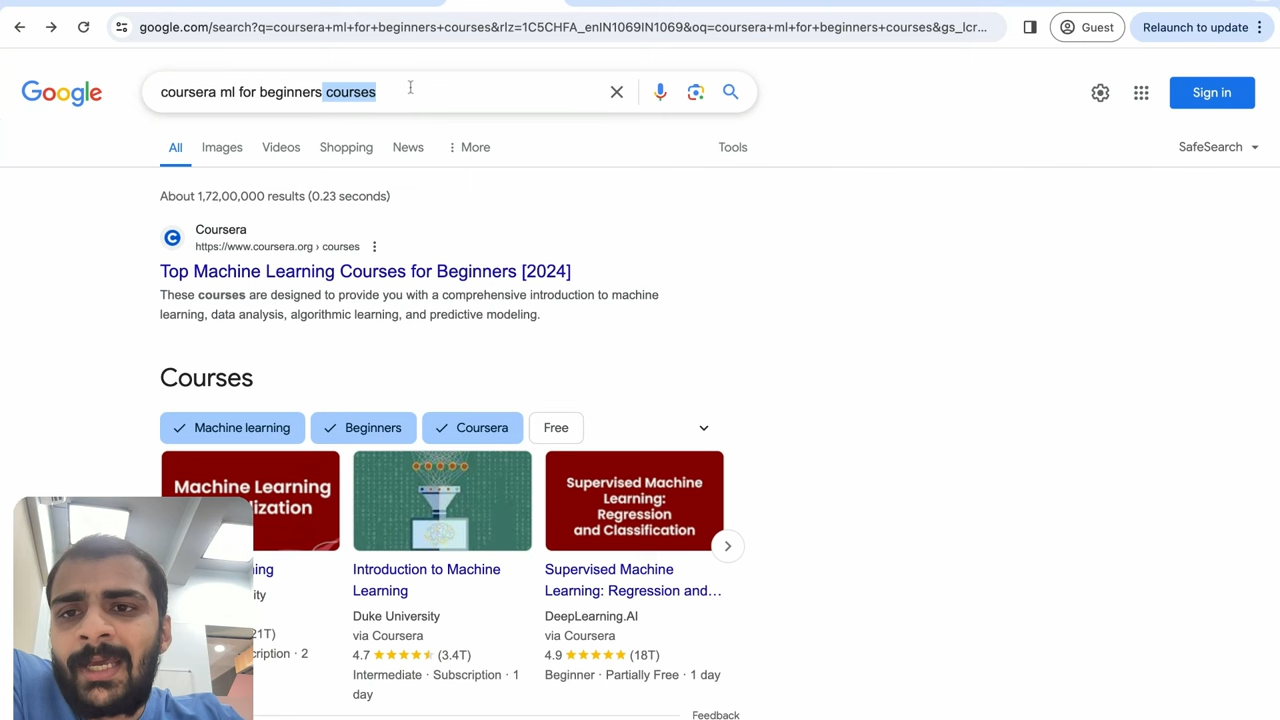 google.com/search?q=coursera+ml+for+beginners+courses&rlz=1C5CHFA_enIN1069IN1069&oq=coursera+ml+for+beginners+courses&gs_lcr...
Guest
Relaunch to update
Google
coursera ml for beginners courses
Sign in
All
Images
Videos
Shopping
News
More
Tools
SafeSearch
About 1,72,00,000 results (0.23 seconds)
Coursera
https://www.coursera.org › courses
Top Machine Learning Courses for Beginners [2024]
These courses are designed to provide you with a comprehensive introduction to machine
learning, data analysis, algorithmic learning, and predictive modeling.
Courses
Machine learning
Beginners
Coursera
Free
Machine Learning
ization
ing
ity
21T)
ription · 2
Introduction to Machine
Learning
Duke University
via Coursera
4.7 (3.4T)
Intermediate · Subscription · 1
day
Supervised Machine
Learning:
Regression
and Classification
Supervised Machine
Learning: Regression and…
DeepLearning.AI
via Coursera
4.9 (18T)
Beginner · Partially Free · 1 day
Feedback